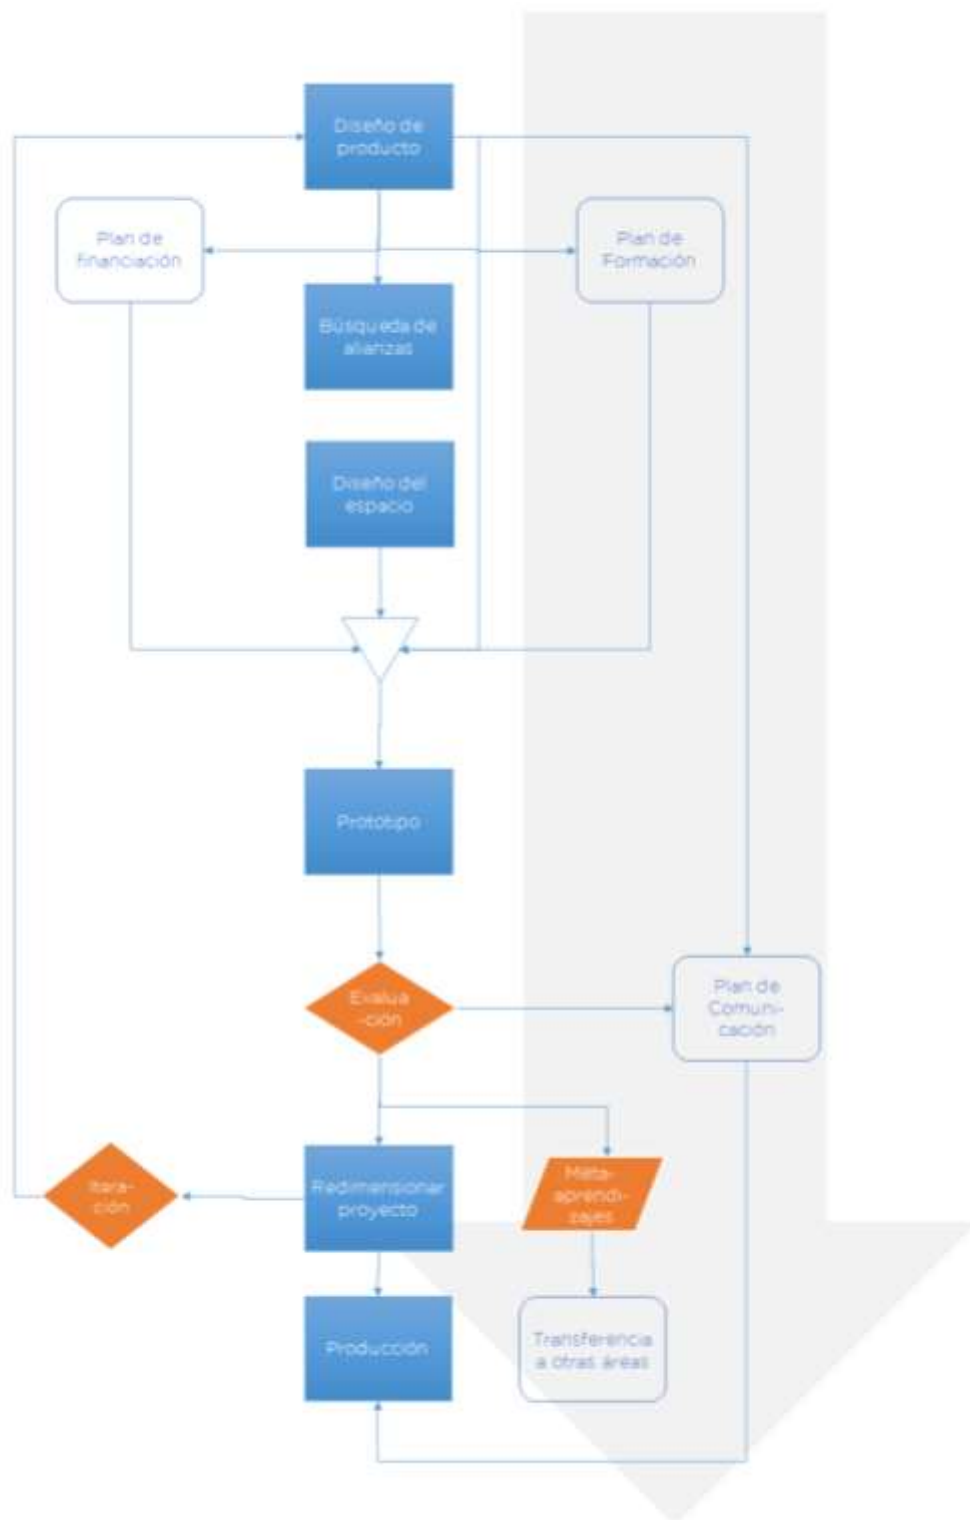 Diseño de
producto
Plan de
financiación
Plan de
Formación
Búsqueda de
alianzas
Diseño del
espacio
Prototipo
Evalua
-ción
Plan de
Comuni-
cación
Itera-
ción
Redimensionar
proyecto
Meta-
aprendi-
zajes
Producción
Transferencia
a otras áreas